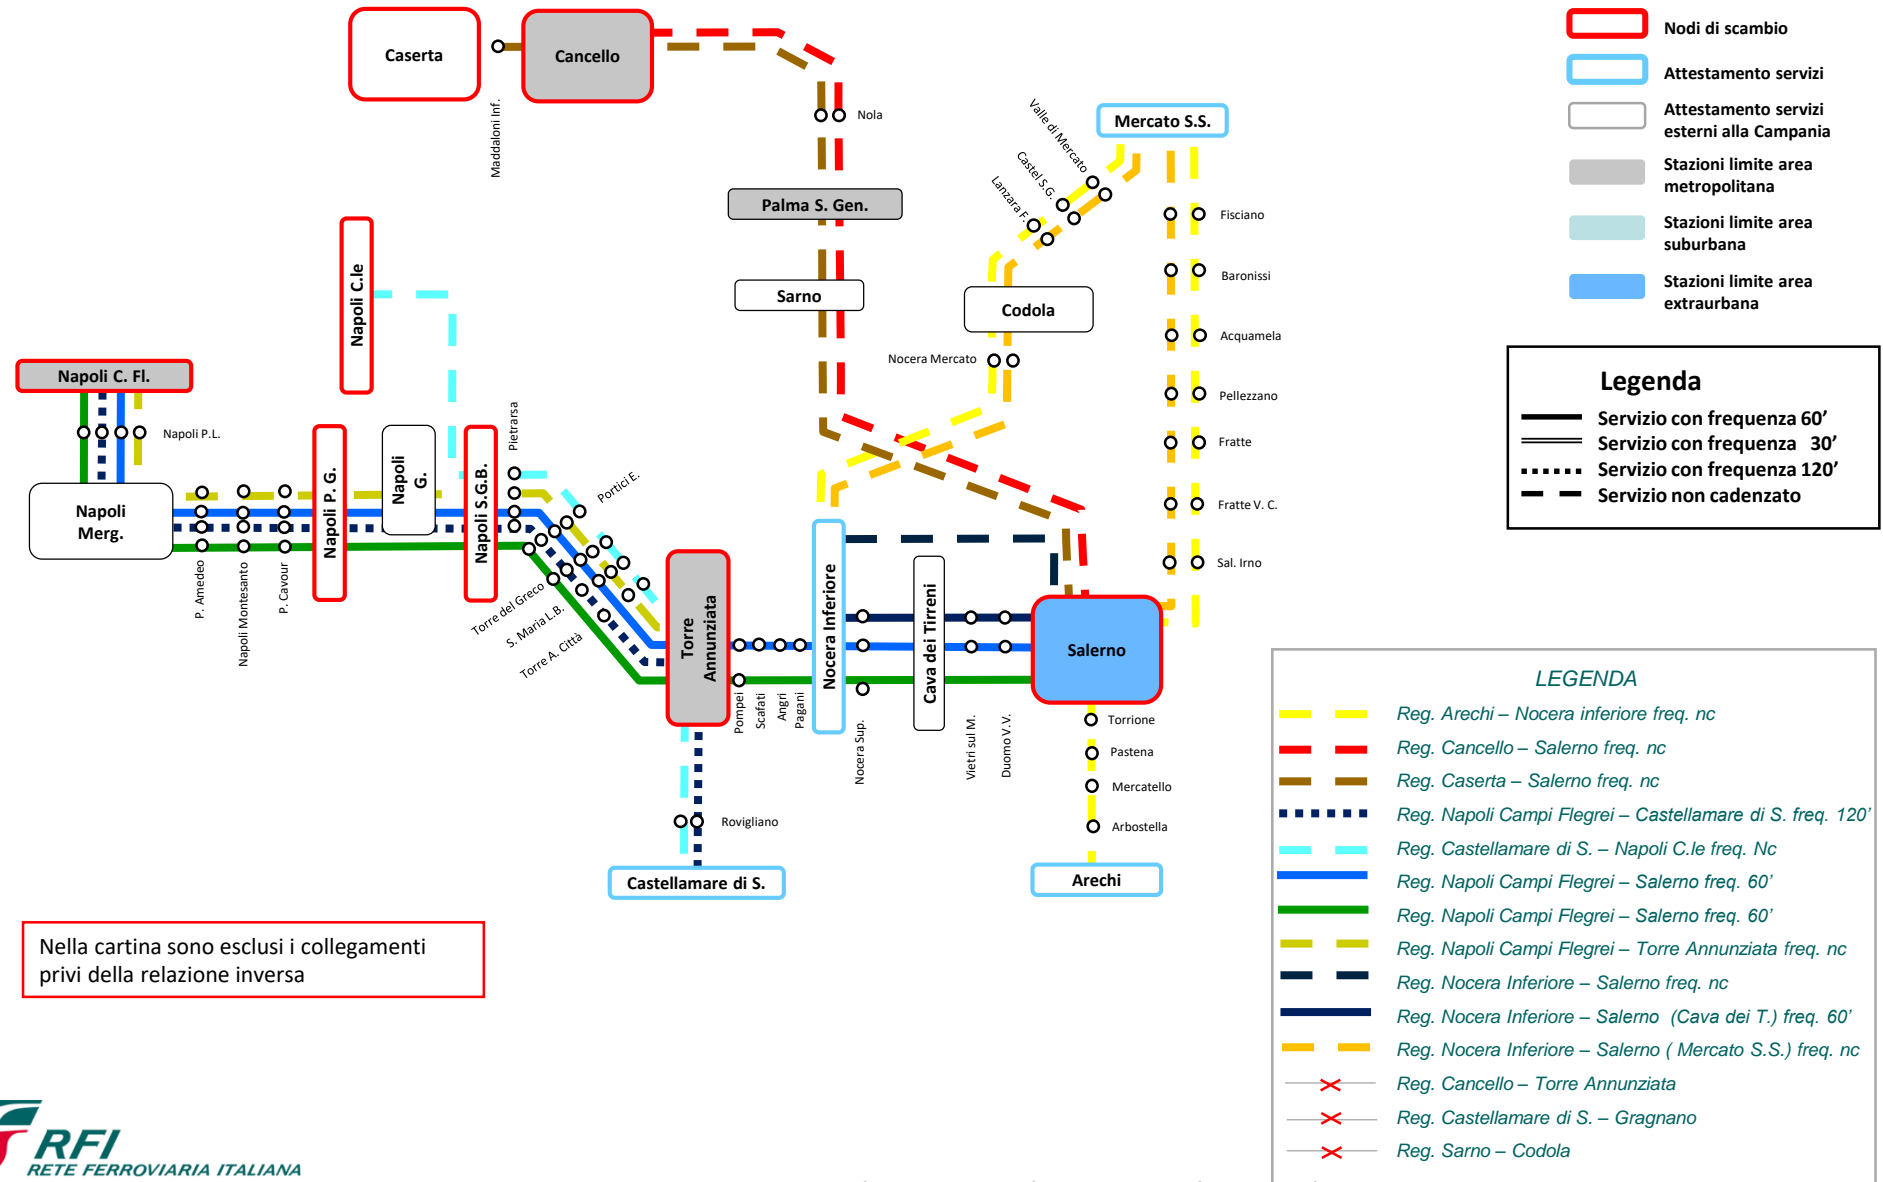 Caserta
Maddaloni Inf.
Cancello
Nola
Palma S. Gen.
Sarno
Mercato S.S.
Valle di Mercato
Castel S.G.
Lanzara F.
Codola
Nocera Mercato
Fisciano
Baronissi
Acquamela
Pellezzano
Fratte
Fratte V. C.
Sal. Irno
Napoli C.le
Napoli C. Fl.
Napoli P.L.
Napoli
Merg.
P. Amedeo
Napoli Montesanto
P. Cavour
Napoli P. G.
Napoli
G.
Napoli S.G.B.
Pietrarsa
Portici E.
Torre del Greco
S. Maria L.B.
Torre A. Città
Torre
Annunziata
Pompei
Scafati
Angri
Pagani
Nocera Inferiore
Nocera Sup.
Cava dei Tirreni
Vietri sul M.
Duomo V.V.
Salerno
Torrione
Pastena
Mercatello
Arbostella
Arechi
Rovigliano
Castellamare di S.
Nodi di scambio
Attestamento servizi
Attestamento servizi
esterni alla Campania
Stazioni limite area
metropolitana
Stazioni limite area
suburbana
Stazioni limite area
extraurbana
Legenda
Servizio con frequenza 60’
Servizio con frequenza 30’
Servizio con frequenza 120’
Servizio non cadenzato
LEGENDA
Reg. Arechi – Nocera inferiore freq. nc
Reg. Cancello – Salerno freq. nc
Reg. Caserta – Salerno freq. nc
Reg. Napoli Campi Flegrei – Castellamare di S. freq. 120’
Reg. Castellamare di S. – Napoli C.le freq. Nc
Reg. Napoli Campi Flegrei – Salerno freq. 60’
Reg. Napoli Campi Flegrei – Salerno freq. 60’
Reg. Napoli Campi Flegrei – Torre Annunziata freq. nc
Reg. Nocera Inferiore – Salerno freq. nc
Reg. Nocera Inferiore – Salerno (Cava dei T.) freq. 60’
Reg. Nocera Inferiore – Salerno ( Mercato S.S.) freq. nc
Reg. Cancello – Torre Annunziata
Reg. Castellamare di S. – Gragnano
Reg. Sarno – Codola
Nella cartina sono esclusi i collegamenti
privi della relazione inversa
RFI
RETE FERROVIARIA ITALIANA